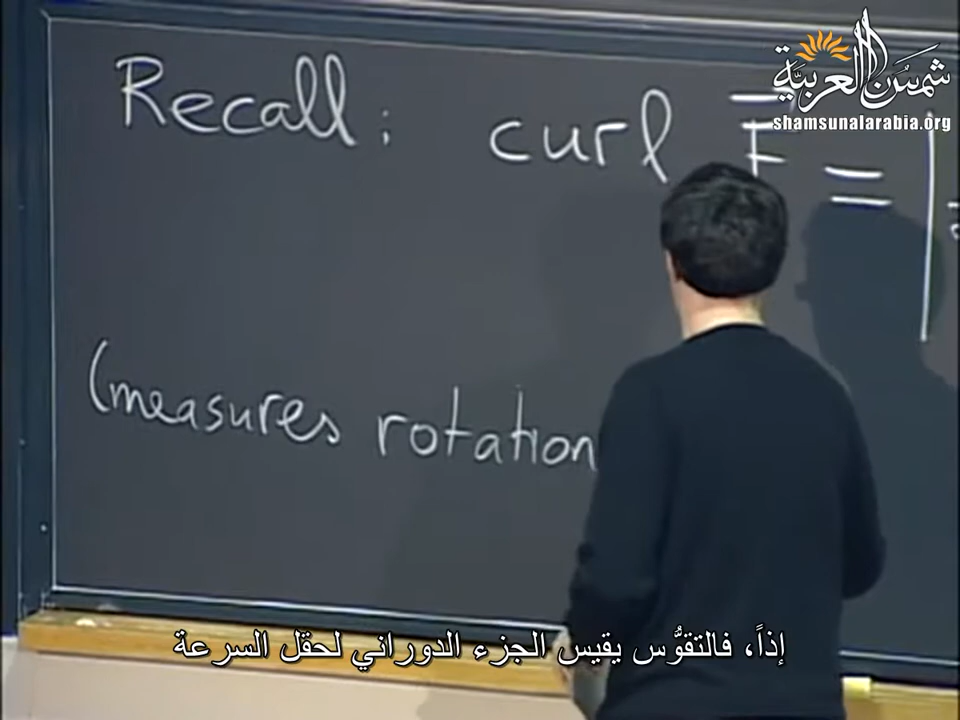 شمس العربية
shamsunalarabia.org
Recall: curl F = |
(measures rotation
إذاً، فالتقوُّس يقيس الجزء الدوراني لحقل السرعة